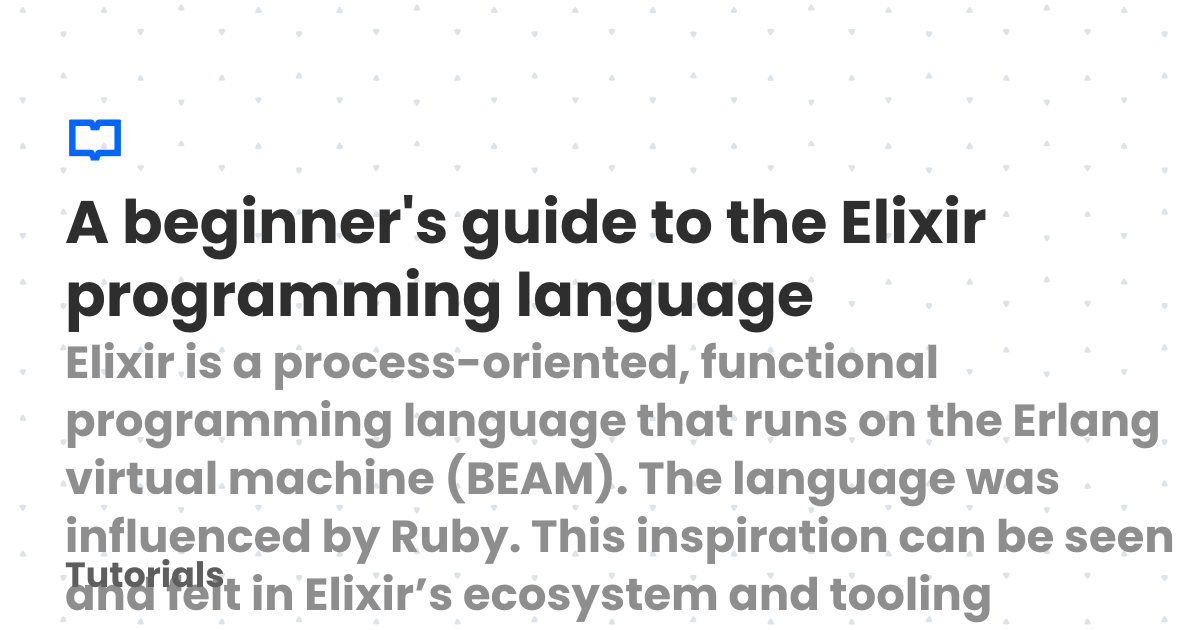 A beginner's guide to the Elixir
programming language
Elixir is a process-oriented, functional
programming language that runs on the Erlang
virtual machine (BEAM). The language was
influenced by Ruby. This inspiration can be seen
Tutorials
and felt in Elixir’s ecosystem and tooling